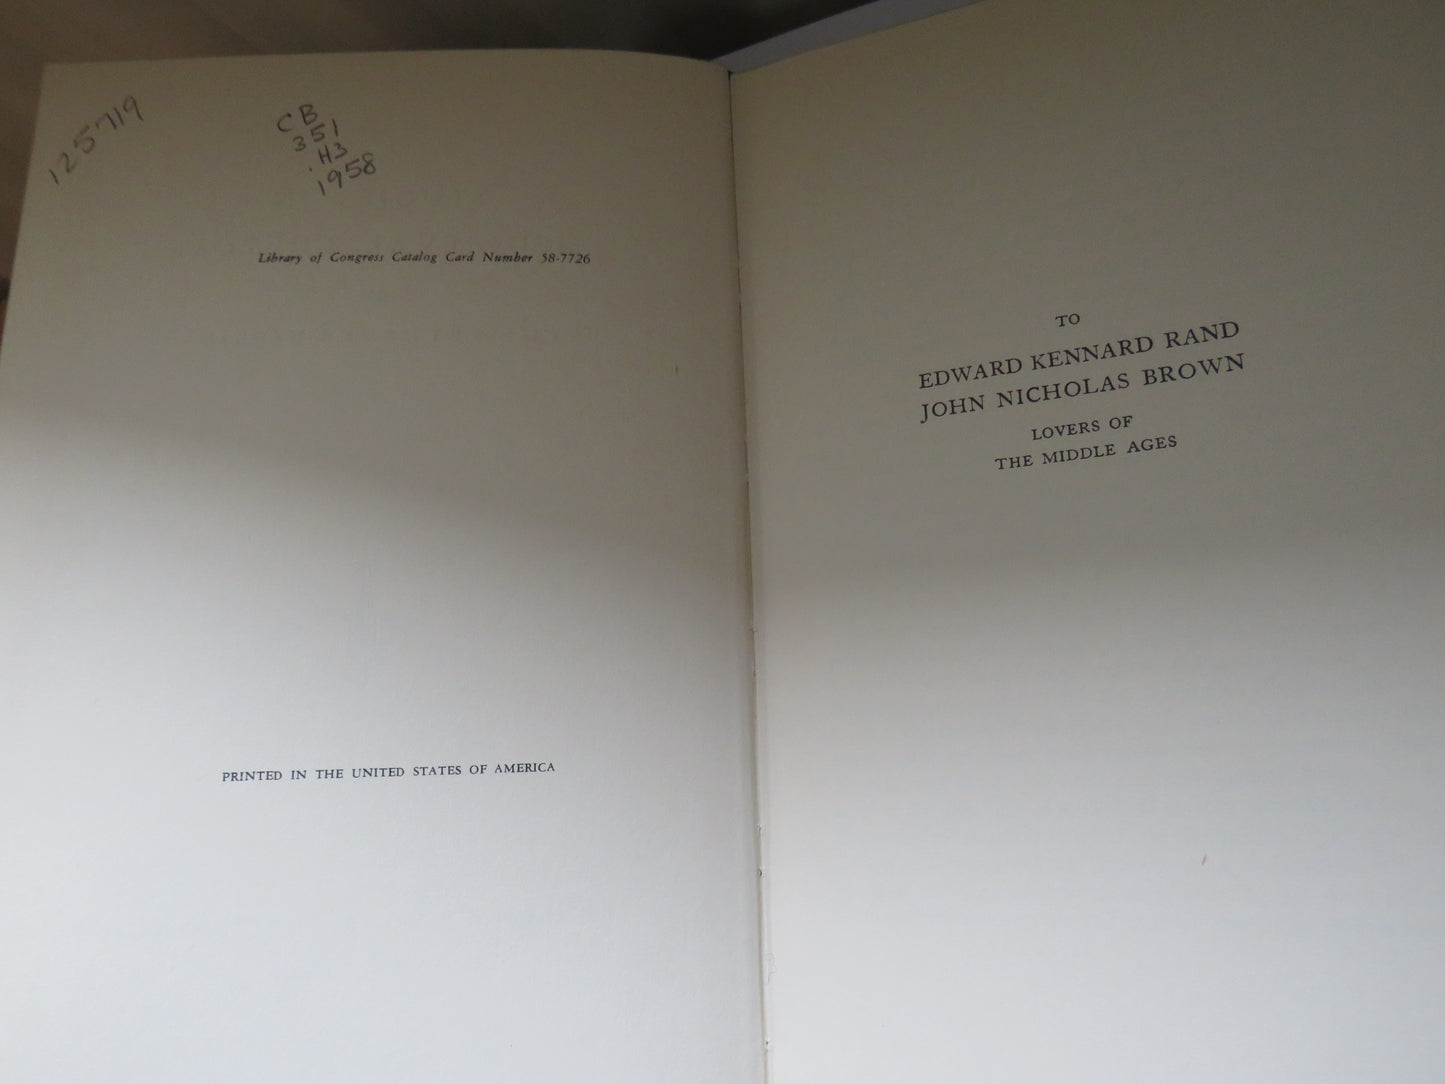 125719
CB
351
.H3
1958
Library of Congress Catalog Card Number 58-7726
PRINTED IN THE UNITED STATES OF AMERICA
TO
EDWARD KENNARD RAND
JOHN NICHOLAS BROWN
LOVERS OF
THE MIDDLE AGES